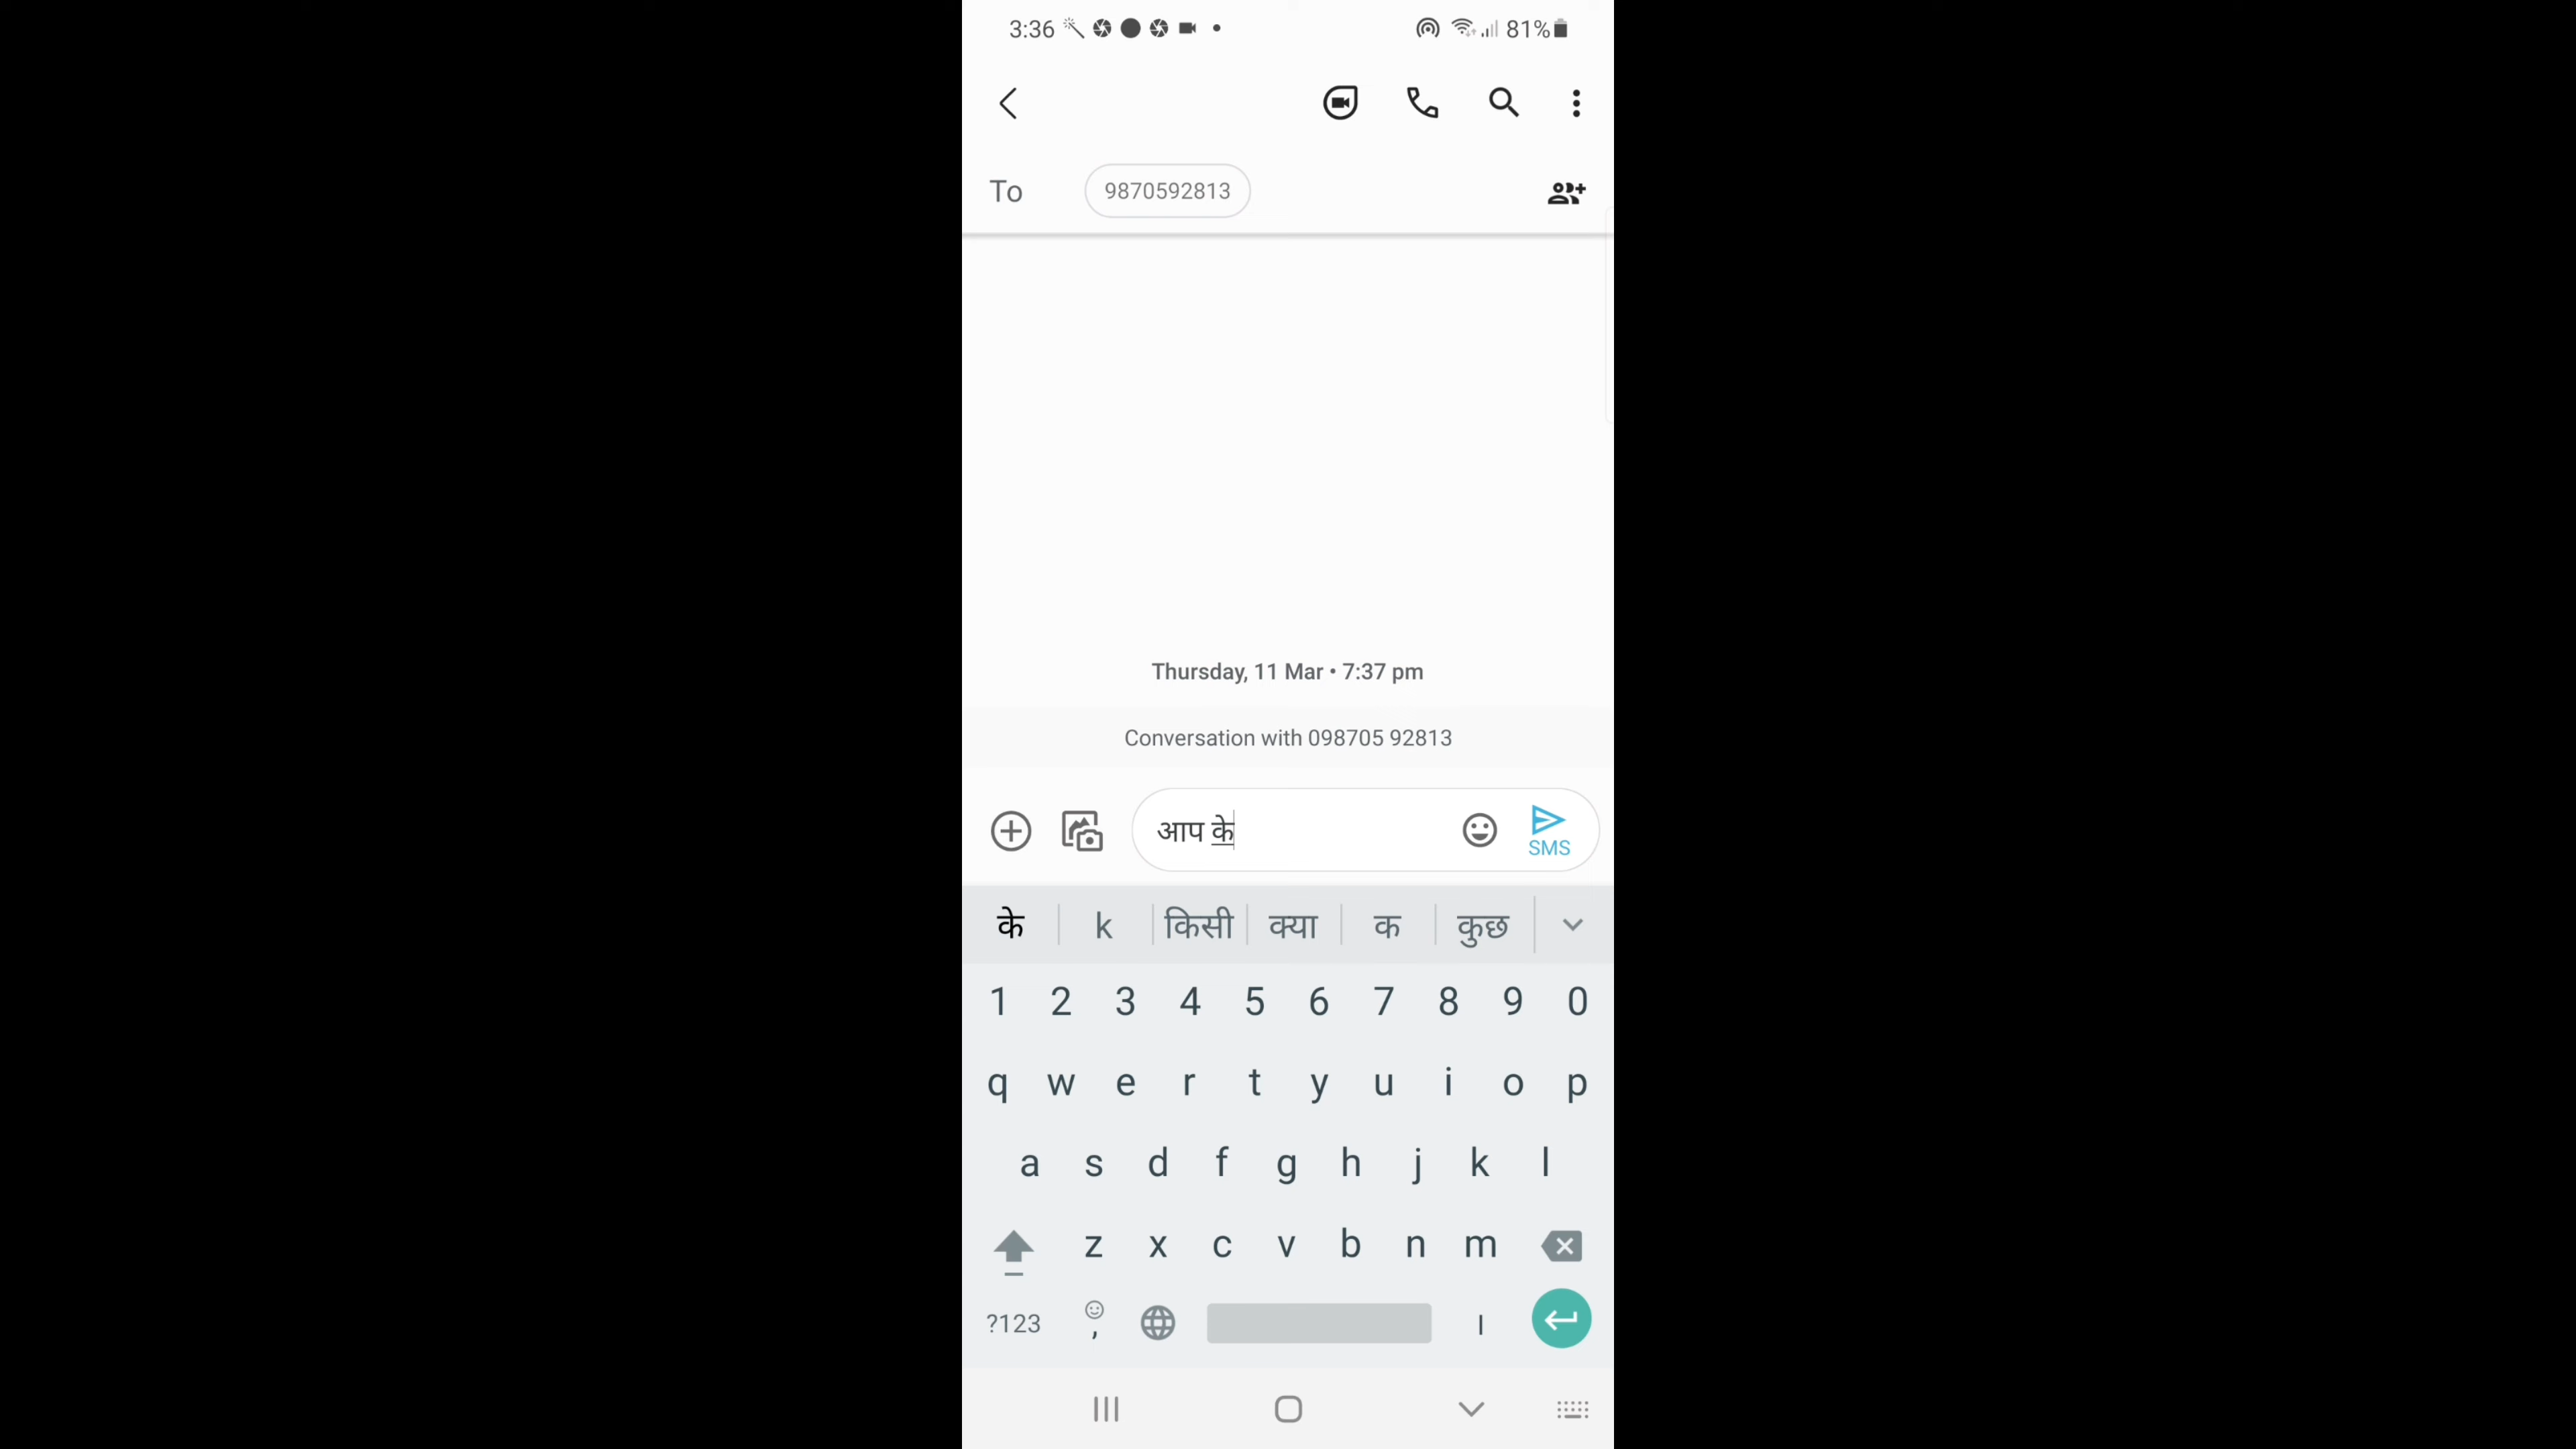 3:36 81%
To 9870592813
Thursday, 11 Mar • 7:37 pm
Conversation with 098705 92813
आप के SMS
के k किसी क्या क कुछ
1 2 3 4 5 6 7 8 9 0
q w e r t y u i o p
a s d f g h j k l
z x c v b n m
?123 , ।